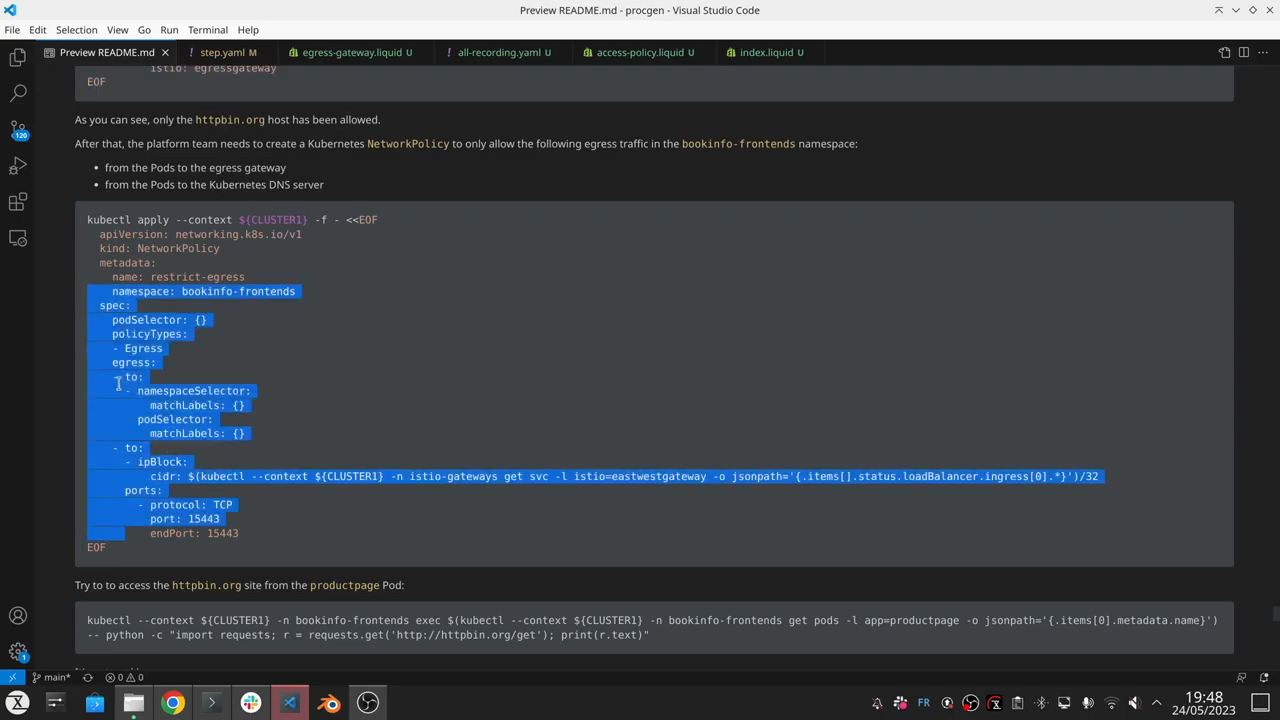 Preview README.md - procgen - Visual Studio Code
File Edit Selection View Go Run Terminal Help
Preview README.md step.yaml M egress-gateway.liquid U all-recording.yaml U access-policy.liquid U index.liquid U
istio: egressgateway
EOF
As you can see, only the httpbin.org host has been allowed.
After that, the platform team needs to create a Kubernetes NetworkPolicy to only allow the following egress traffic in the bookinfo-frontends namespace:
• from the Pods to the egress gateway
• from the Pods to the Kubernetes DNS server
kubectl apply --context ${CLUSTER1} -f - <<EOF
apiVersion: networking.k8s.io/v1
kind: NetworkPolicy
metadata:
name: restrict-egress
namespace: bookinfo-frontends
spec:
podSelector: {}
policyTypes:
- Egress
egress:
- to:
- namespaceSelector:
matchLabels: {}
podSelector:
matchLabels: {}
- to:
- ipBlock:
cidr: $(kubectl --context ${CLUSTER1} -n istio-gateways get svc -l istio=eastwestgateway -o jsonpath='{.items[].status.loadBalancer.ingress[0].*}')/32
ports:
- protocol: TCP
port: 15443
endPort: 15443
EOF
Try to to access the httpbin.org site from the productpage Pod:
kubectl --context ${CLUSTER1} -n bookinfo-frontends exec $(kubectl --context ${CLUSTER1} -n bookinfo-frontends get pods -l app=productpage -o jsonpath='{.items[0].metadata.name}')
-- python -c "import requests; r = requests.get('http://httpbin.org/get'); print(r.text)"
120
1
main* 0 0
FR
19:48
24/05/2023